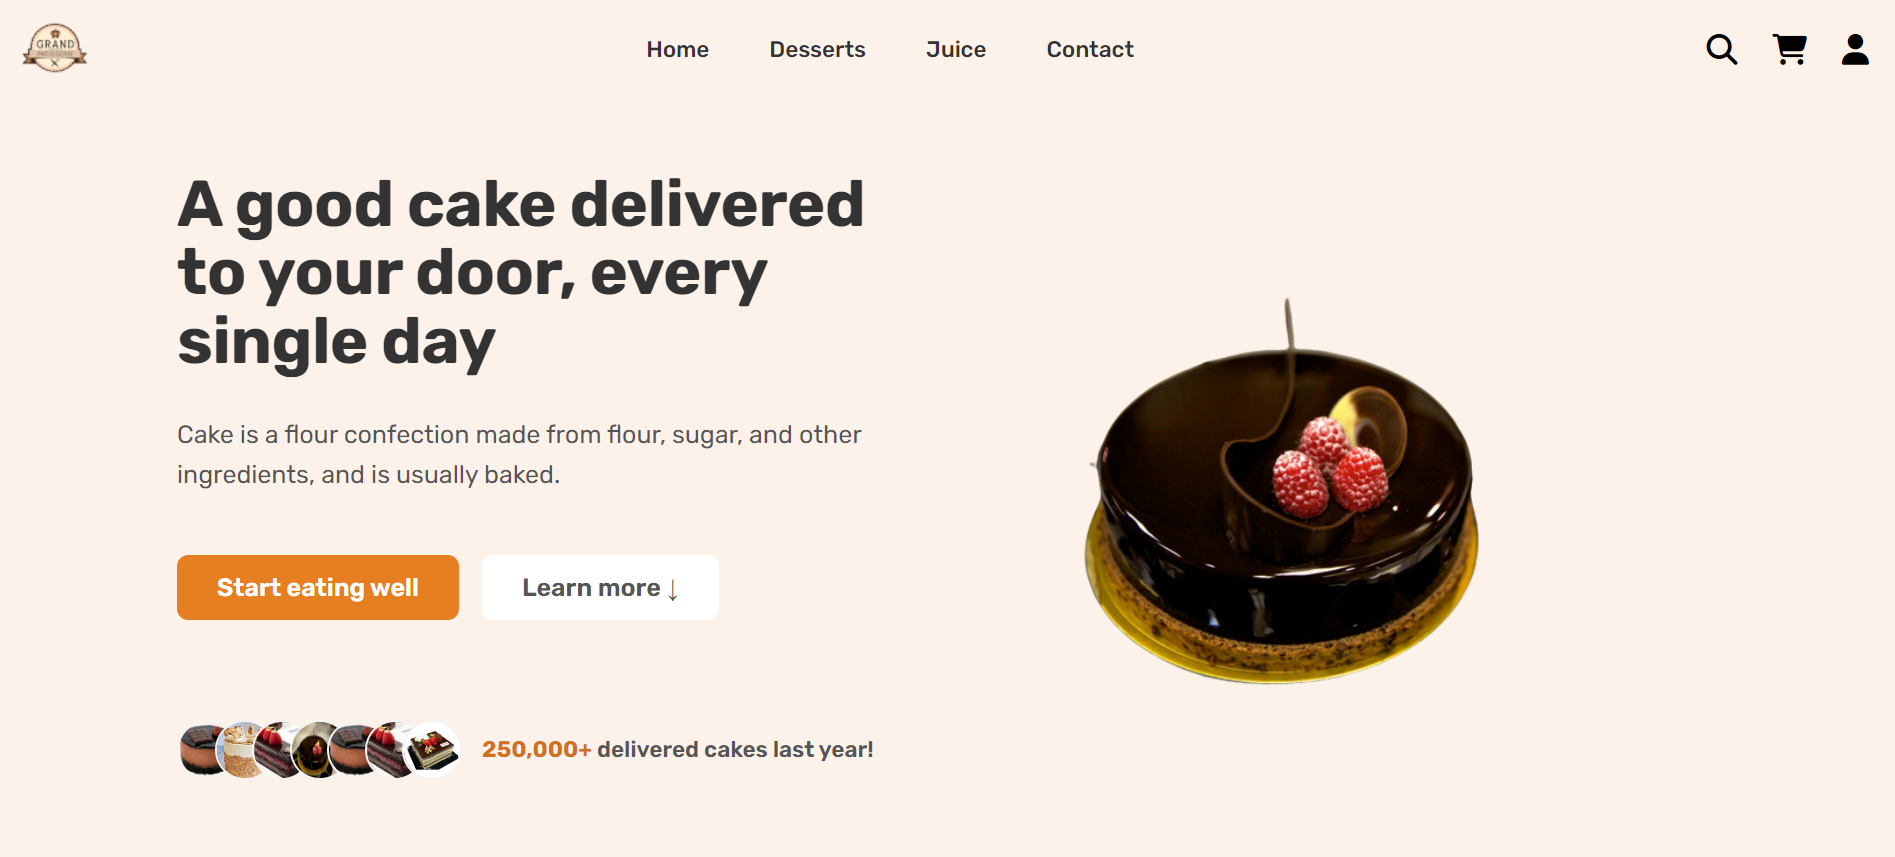 GRAND
Home
Desserts
Juice
Contact
A good cake delivered
to your door, every
single day
Cake is a flour confection made from flour, sugar, and other
ingredients, and is usually baked.
Start eating well
Learn more ↓
250,000+ delivered cakes last year!